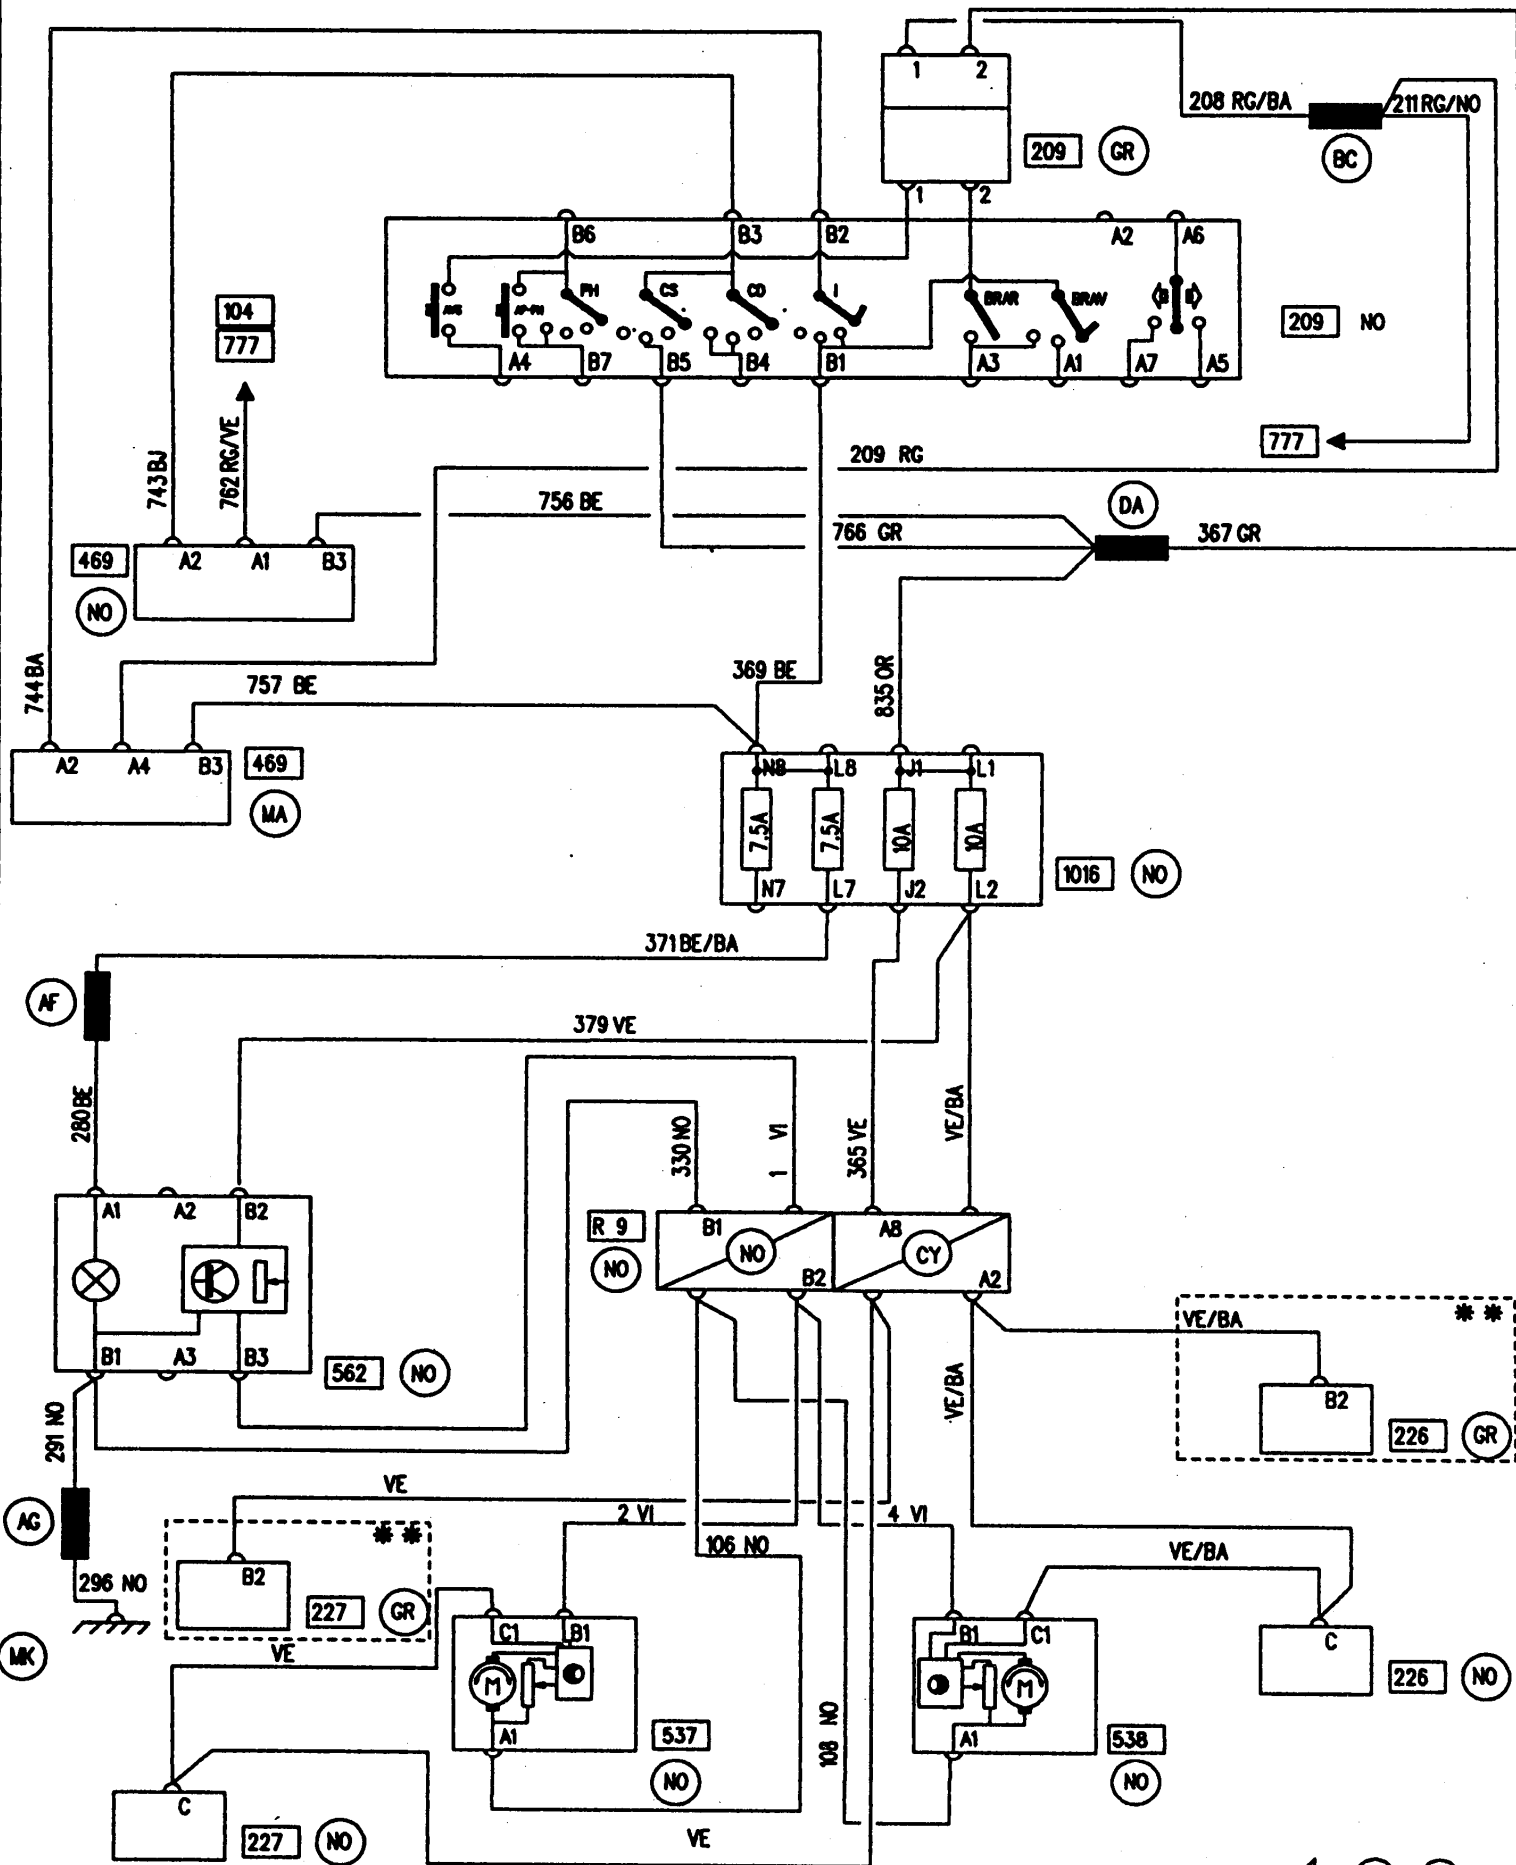 1 2
208 RG/BA
211 RG/NO
209 GR
BC
1 2
B6 B3 B2 A2 A6
AVS AP-PH PH CS CD I BRAR BRAV
A4 B7 B5 B4 B1 A3 A1 A7 A5
209 NO
104
777
743 BJ
762 RG/VE
777
209 RG
756 BE
DA
766 GR
367 GR
469
A2 A1 B3
NO
744 BA
757 BE
369 BE
835 OR
A2 A4 B3
469
MA
N8 L8 J1 L1
7.5A 7.5A 10A 10A
N7 L7 J2 L2
1016 NO
371 BE/BA
AF
379 VE
280 BE
330 NO
1 VI
365 VE
VE/BA
A1 A2 B2
R 9
NO
B1 NO B2
A8 CY A2
B1 A3 B3
562 NO
VE/BA
* *
B2
226 GR
VE/BA
291 NO
VE
2 VI
4 VI
AG
* *
106 NO
VE/BA
B2
296 NO
227 GR
MK
VE
C1 B1
M
A1
537
NO
108 NO
B1 C1
M
A1
538
NO
C
226 NO
C
227 NO
VE